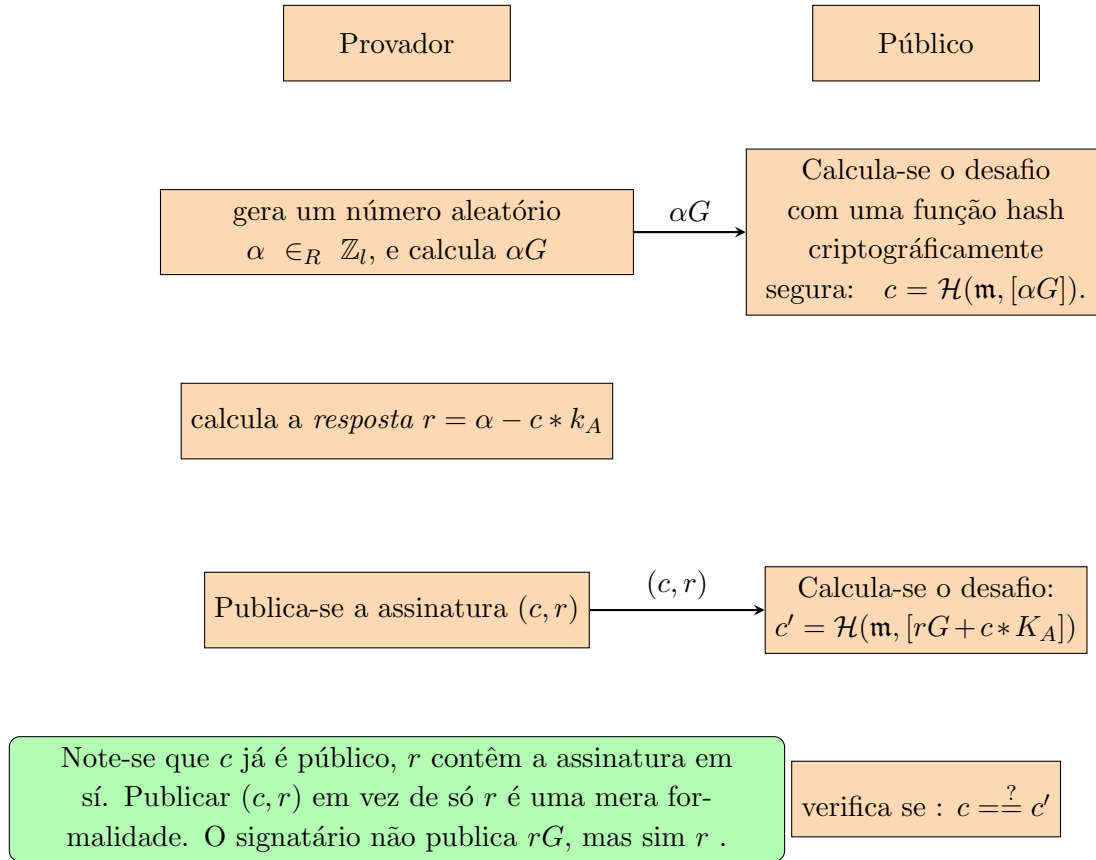 Provador
Público
gera um número aleatório
α ∈_R ℤ_l, e calcula αG
αG
Calcula-se o desafio
com uma função hash
criptográficamente
segura: c = ℋ(𝔪, [αG]).
calcula a resposta r = α − c ∗ k_A
Publica-se a assinatura (c, r)
(c, r)
Calcula-se o desafio:
c′ = ℋ(𝔪, [rG + c ∗ K_A])
Note-se que c já é público, r contêm a assinatura em
sí. Publicar (c, r) em vez de só r é uma mera for-
malidade. O signatário não publica rG, mas sim r .
verifica se : c =≟= c′